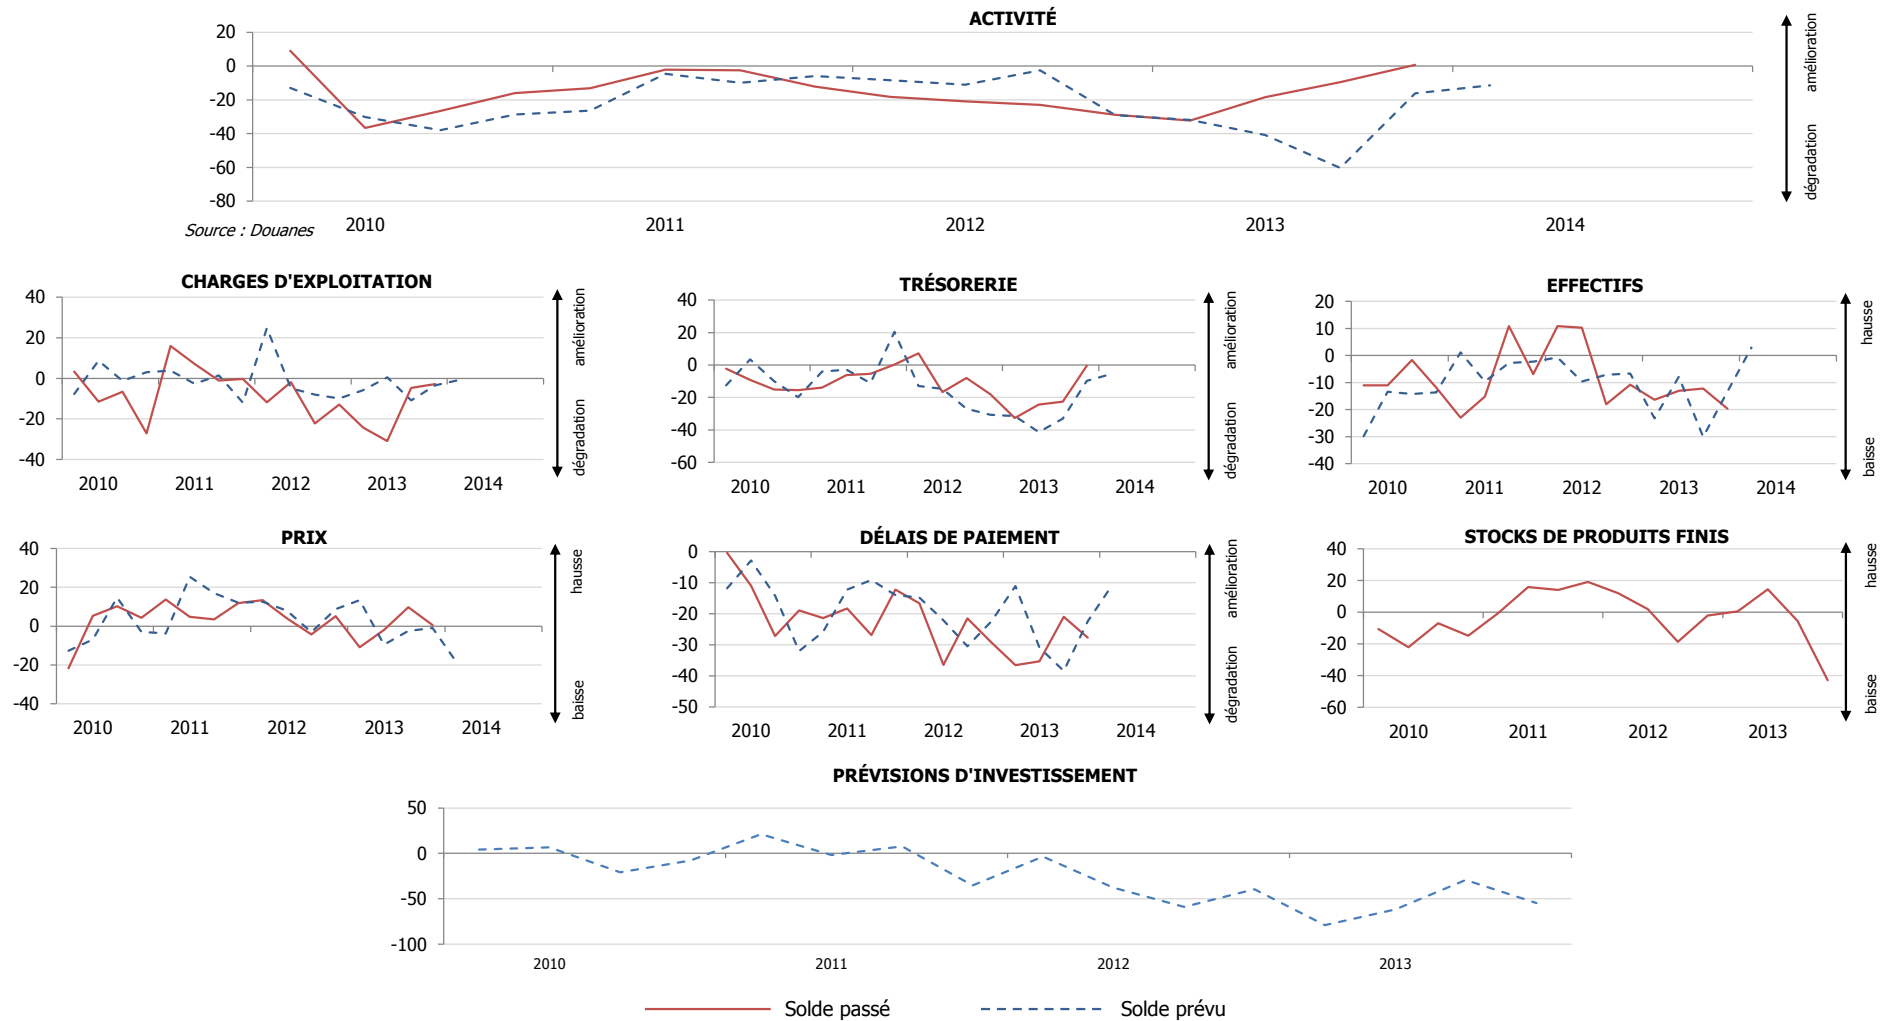 ACTIVITÉ
20
0
-20
-40
-60
-80
2010 2011 2012 2013 2014
Source : Douanes
amélioration
dégradation
CHARGES D'EXPLOITATION
40
20
0
-20
-40
2010 2011 2012 2013 2014
amélioration
dégradation
TRÉSORERIE
40
20
0
-20
-40
-60
2010 2011 2012 2013 2014
amélioration
dégradation
EFFECTIFS
20
10
0
-10
-20
-30
-40
2010 2011 2012 2013 2014
hausse
baisse
PRIX
40
20
0
-20
-40
2010 2011 2012 2013 2014
hausse
baisse
DÉLAIS DE PAIEMENT
0
-10
-20
-30
-40
-50
2010 2011 2012 2013 2014
amélioration
dégradation
STOCKS DE PRODUITS FINIS
40
20
0
-20
-40
-60
2010 2011 2012 2013
hausse
baisse
PRÉVISIONS D'INVESTISSEMENT
50
0
-50
-100
2010 2011 2012 2013
Solde passé Solde prévu